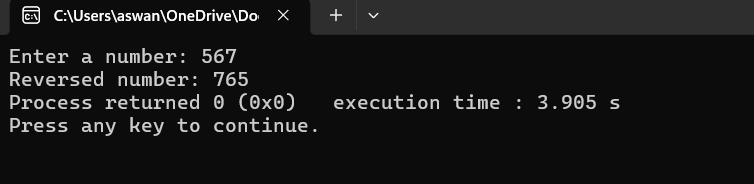 C:\Users\aswan\OneDrive\Do
Enter a number: 567
Reversed number: 765
Process returned 0 (0x0)   execution time : 3.905 s
Press any key to continue.